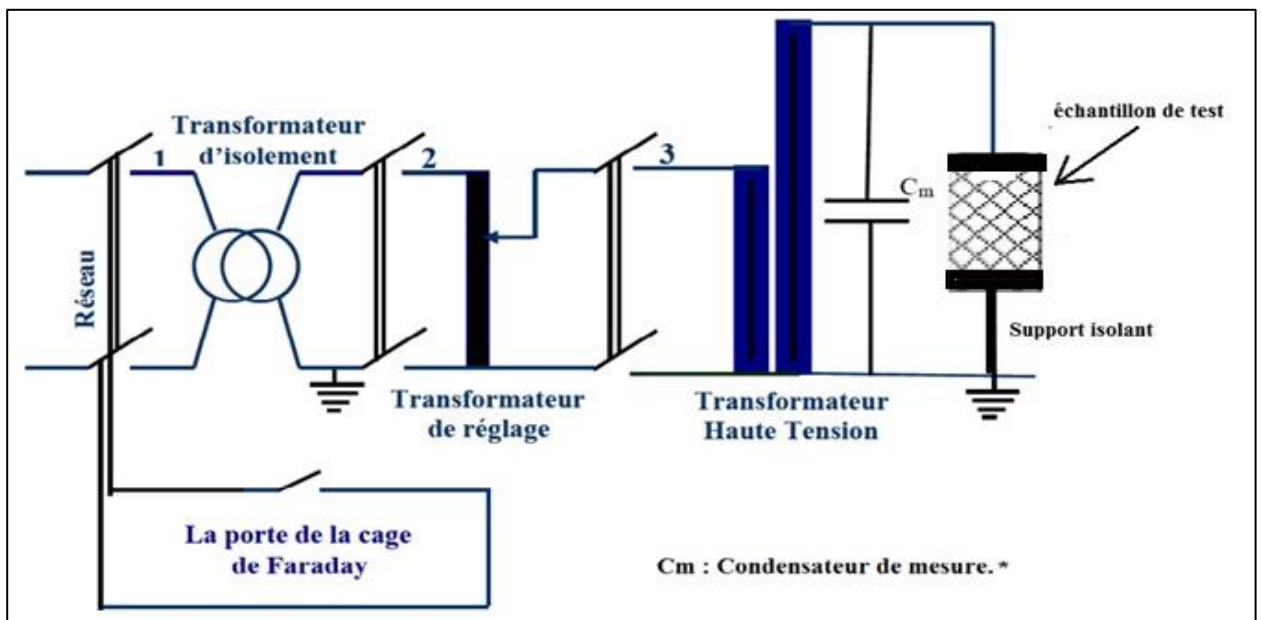 Transformateur
d'isolement
1
2
3
échantillon de test
Cm
Réseau
Support isolant
Transformateur
de réglage
Transformateur
Haute Tension
La porte de la cage
de Faraday
Cm : Condensateur de mesure. *